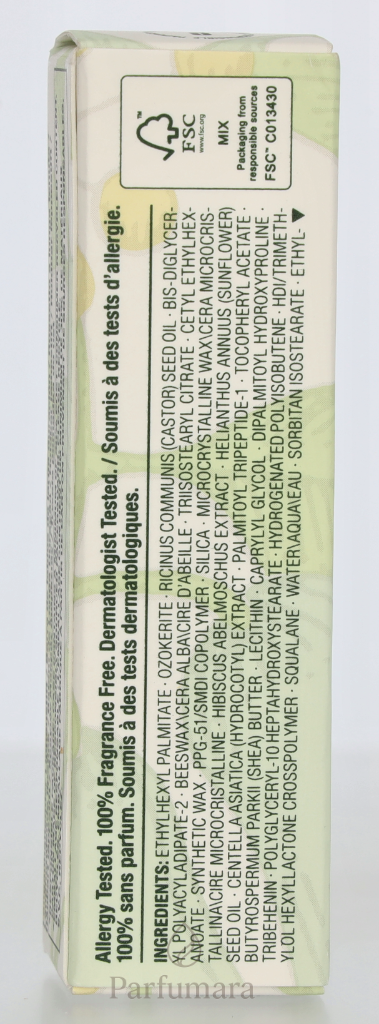 Allergy Tested. 100% Fragrance Free. Dermatologist Tested. / Soumis à des tests d'allergie.
100% sans parfum. Soumis à des tests dermatologiques.
INGREDIENTS: ETHYLHEXYL PALMITATE · OZOKERITE · RICINUS COMMUNIS (CASTOR) SEED OIL · BIS-DIGLYCER-
YL POLYACYLADIPATE-2 · BEESWAX\CERA ALBA\CIRE D'ABEILLE · TRIISOSTEARYL CITRATE · CETYL ETHYLHEX-
ANOATE · SYNTHETIC WAX · PPG-51/SMDI COPOLYMER · SILICA · MICROCRYSTALLINE WAX\CERA MICROCRIS-
TALLINA\CIRE MICROCRISTALLINE · HIBISCUS ABELMOSCHUS EXTRACT · HELIANTHUS ANNUUS (SUNFLOWER)
SEED OIL · CENTELLA ASIATICA (HYDROCOTYL) EXTRACT · PALMITOYL TRIPEPTIDE-1 · TOCOPHERYL ACETATE ·
BUTYROSPERMUM PARKII (SHEA) BUTTER · LECITHIN · CAPRYLYL GLYCOL · DIPALMITOYL HYDROXYPROLINE ·
TRIBEHENIN · POLYGLYCERYL-10 HEPTAHYDROXYSTEARATE · HYDROGENATED POLYISOBUTENE · HDI/TRIMETH-
YLOL HEXYLLACTONE CROSSPOLYMER · SQUALANE · WATER\AQUA\EAU · SORBITAN ISOSTEARATE · ETHYL- ▼
FSC
www.fsc.org
MIX
Packaging from
responsible sources
FSC™ C013430
Parfumara